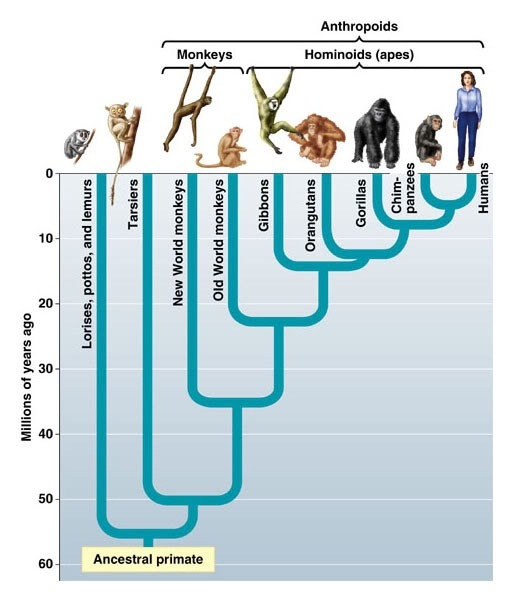 Anthropoids
Monkeys
Hominoids (apes)
0
10
20
30
40
50
60
Millions of years ago
Lorises, pottos, and lemurs
Tarsiers
New World monkeys
Old World monkeys
Gibbons
Orangutans
Gorillas
Chim-
panzees
Humans
Ancestral primate